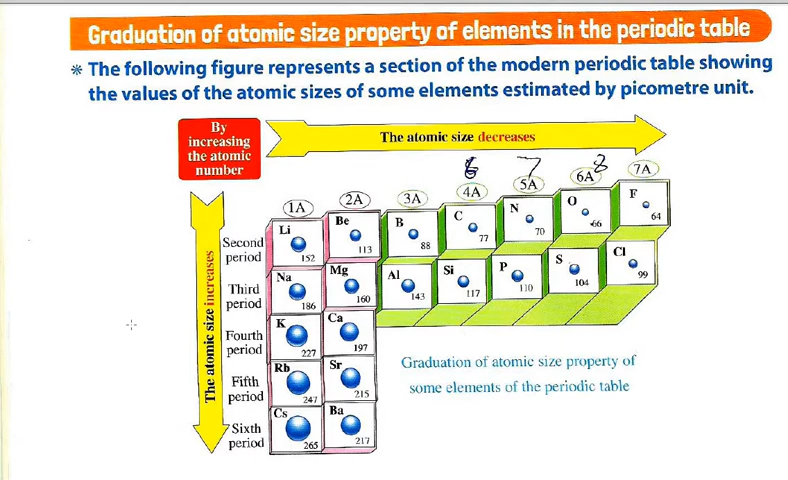 Graduation of atomic size property of elements in the periodic table
* The following figure represents a section of the modern periodic table showing
the values of the atomic sizes of some elements estimated by picometre unit.
By
increasing
the atomic
number
The atomic size decreases
6 7 8
1A 2A 3A 4A 5A 6A 7A
The atomic size increases
Second
period
Li 152 Be 113 B 88 C 77 N 70 O 66 F 64
Third
period
Na 186 Mg 160 Al 143 Si 117 P 110 S 104 Cl 99
Fourth
period
K 227 Ca 197
Fifth
period
Rb 247 Sr 215
Sixth
period
Cs 265 Ba 217
Graduation of atomic size property of
some elements of the periodic table